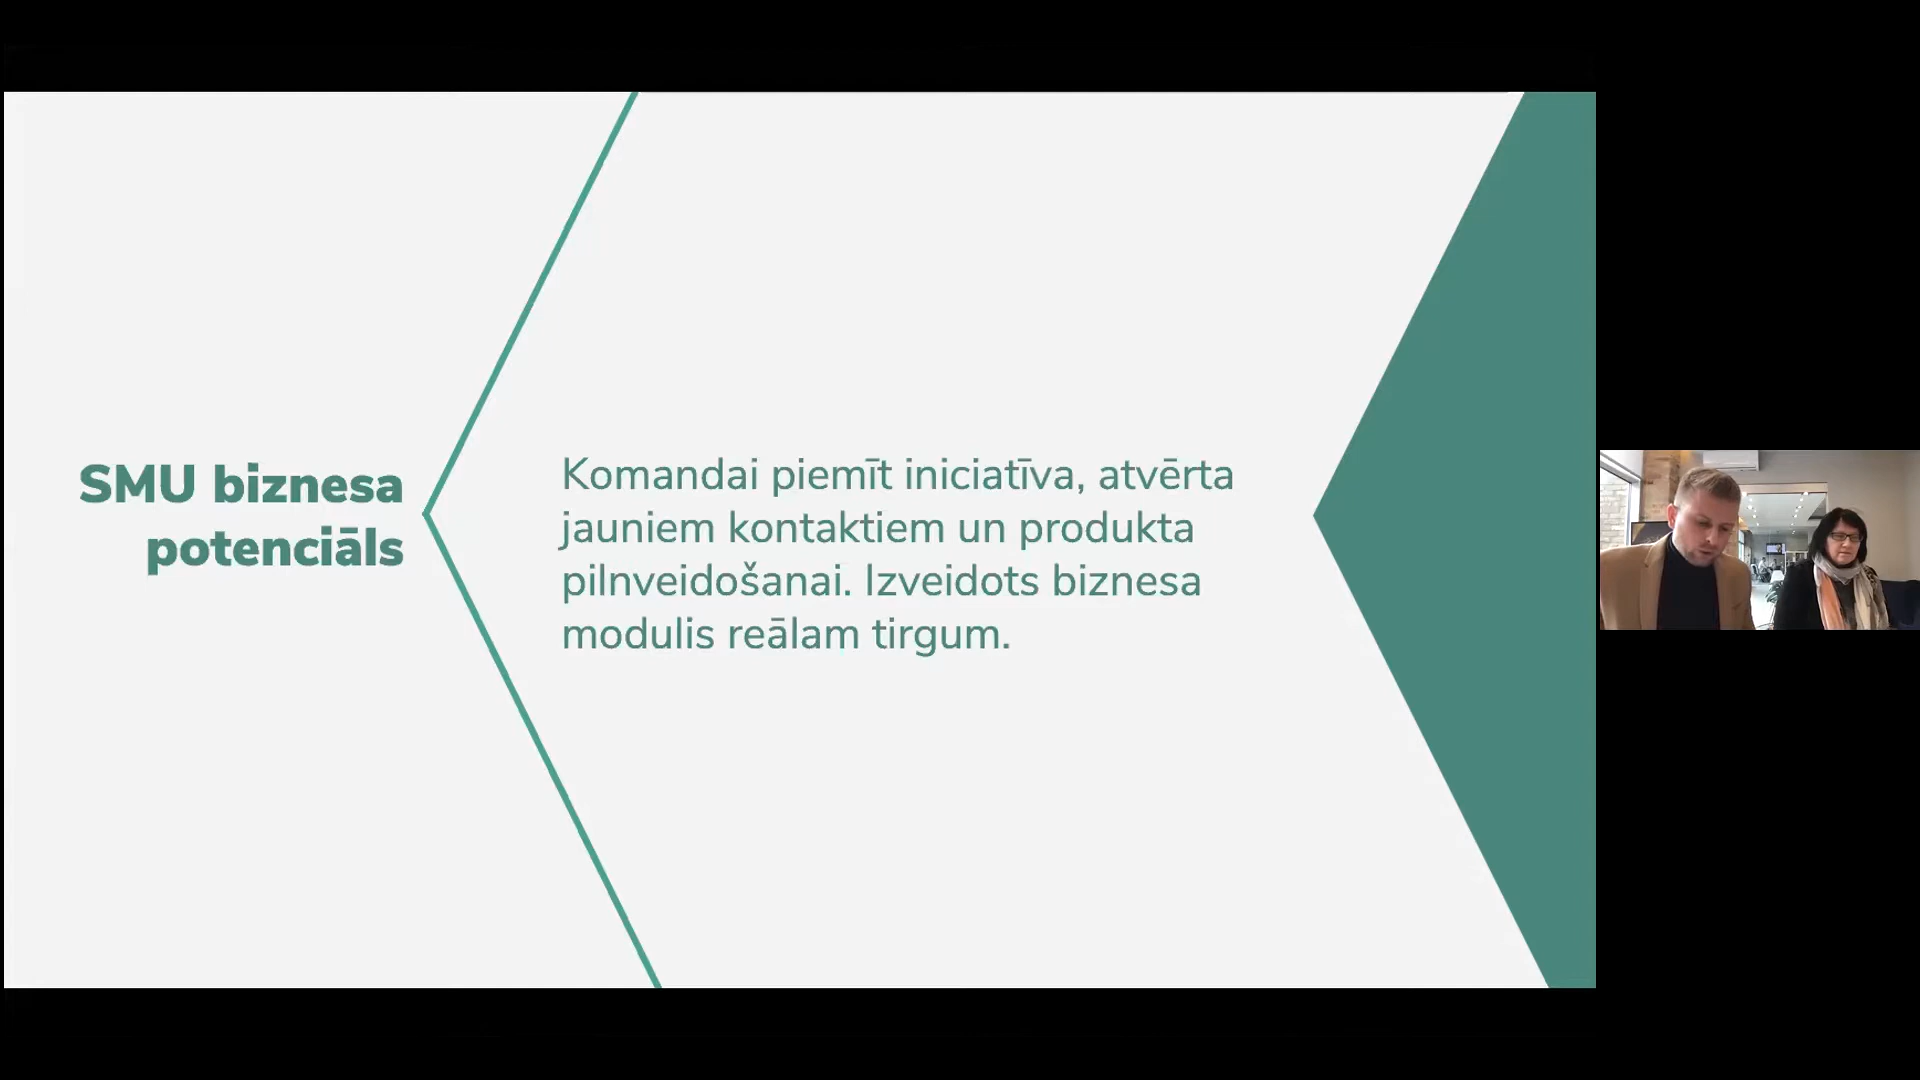 SMU biznesa
potenciāls
Komandai piemīt iniciatīva, atvērta
jauniem kontaktiem un produkta
pilnveidošanai. Izveidots biznesa
modulis reālam tirgum.